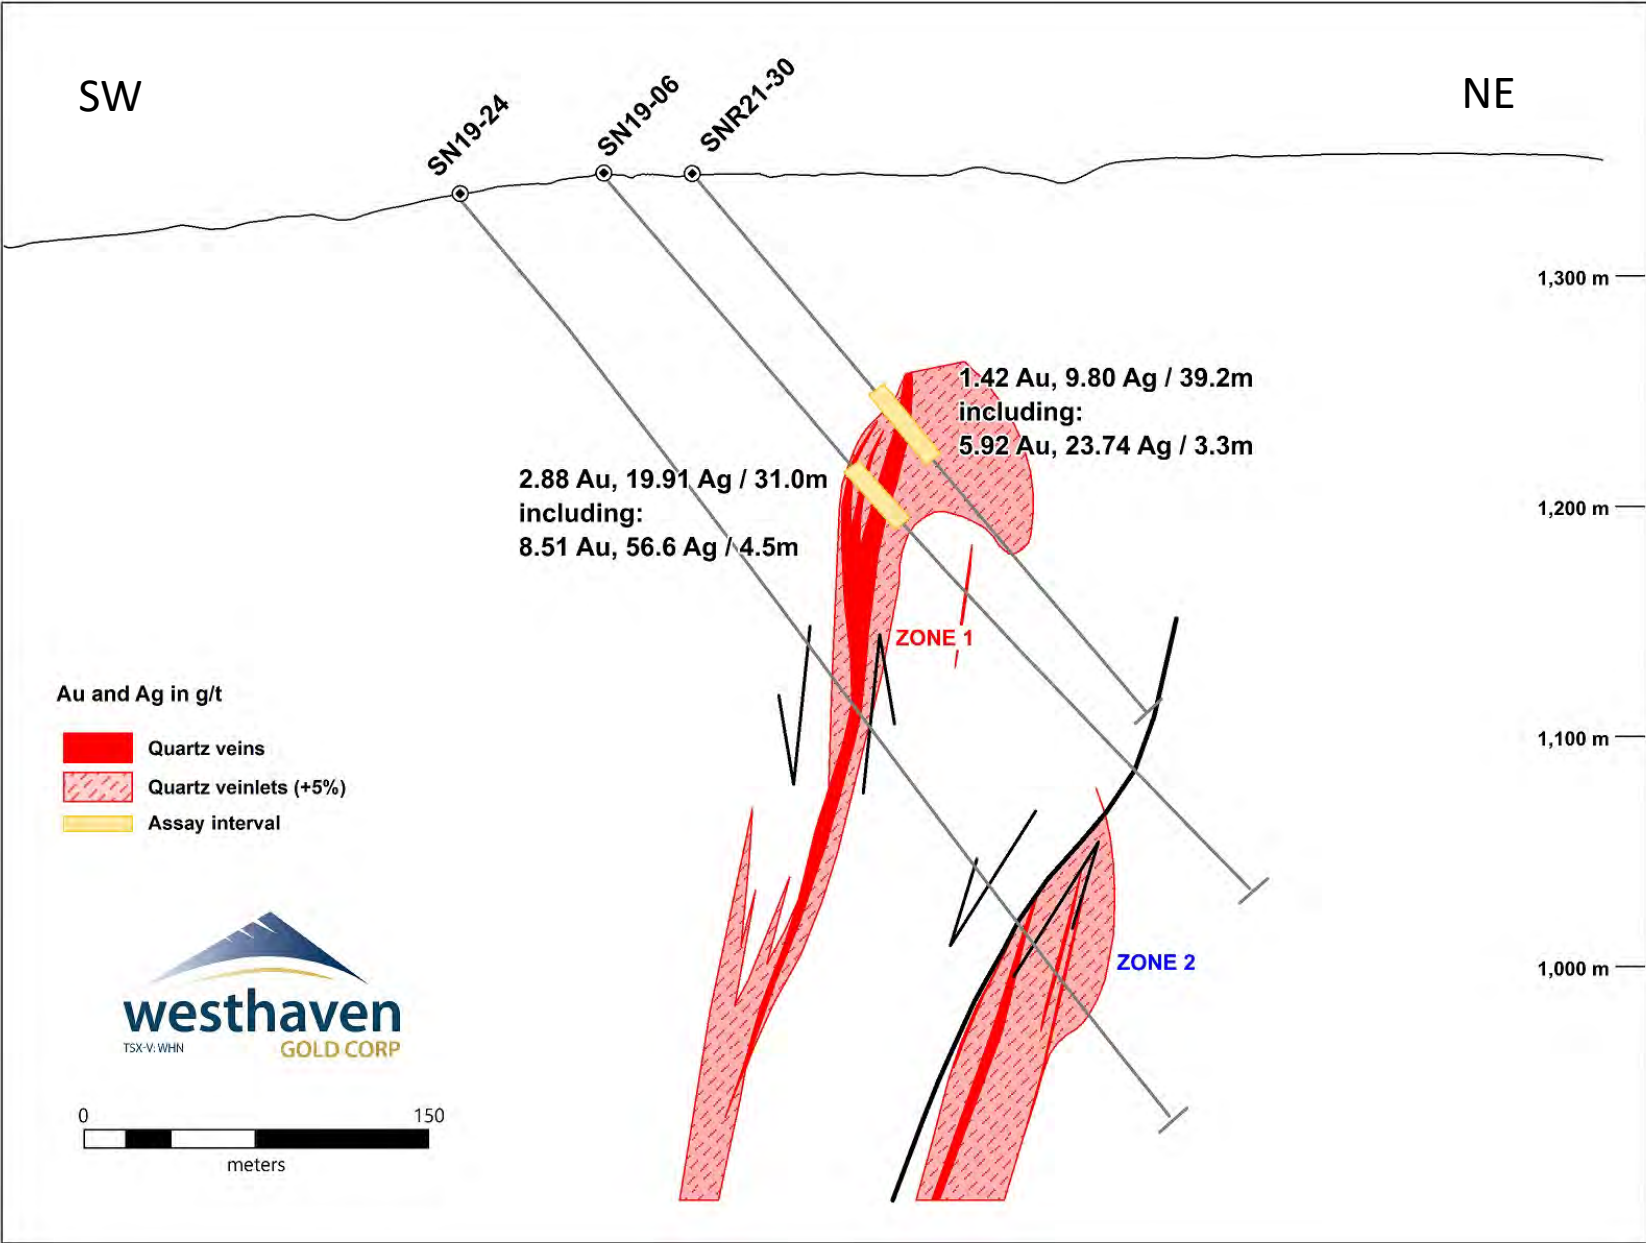 SW
NE
SN19-24
SN19-06
SNR21-30
1,300 m
1.42 Au, 9.80 Ag / 39.2m
including:
5.92 Au, 23.74 Ag / 3.3m
2.88 Au, 19.91 Ag / 31.0m
including:
8.51 Au, 56.6 Ag / 4.5m
1,200 m
ZONE 1
1,100 m
Au and Ag in g/t
Quartz veins
Quartz veinlets (+5%)
Assay interval
ZONE 2
1,000 m
westhaven
TSX-V: WHN
GOLD CORP
0 150
meters